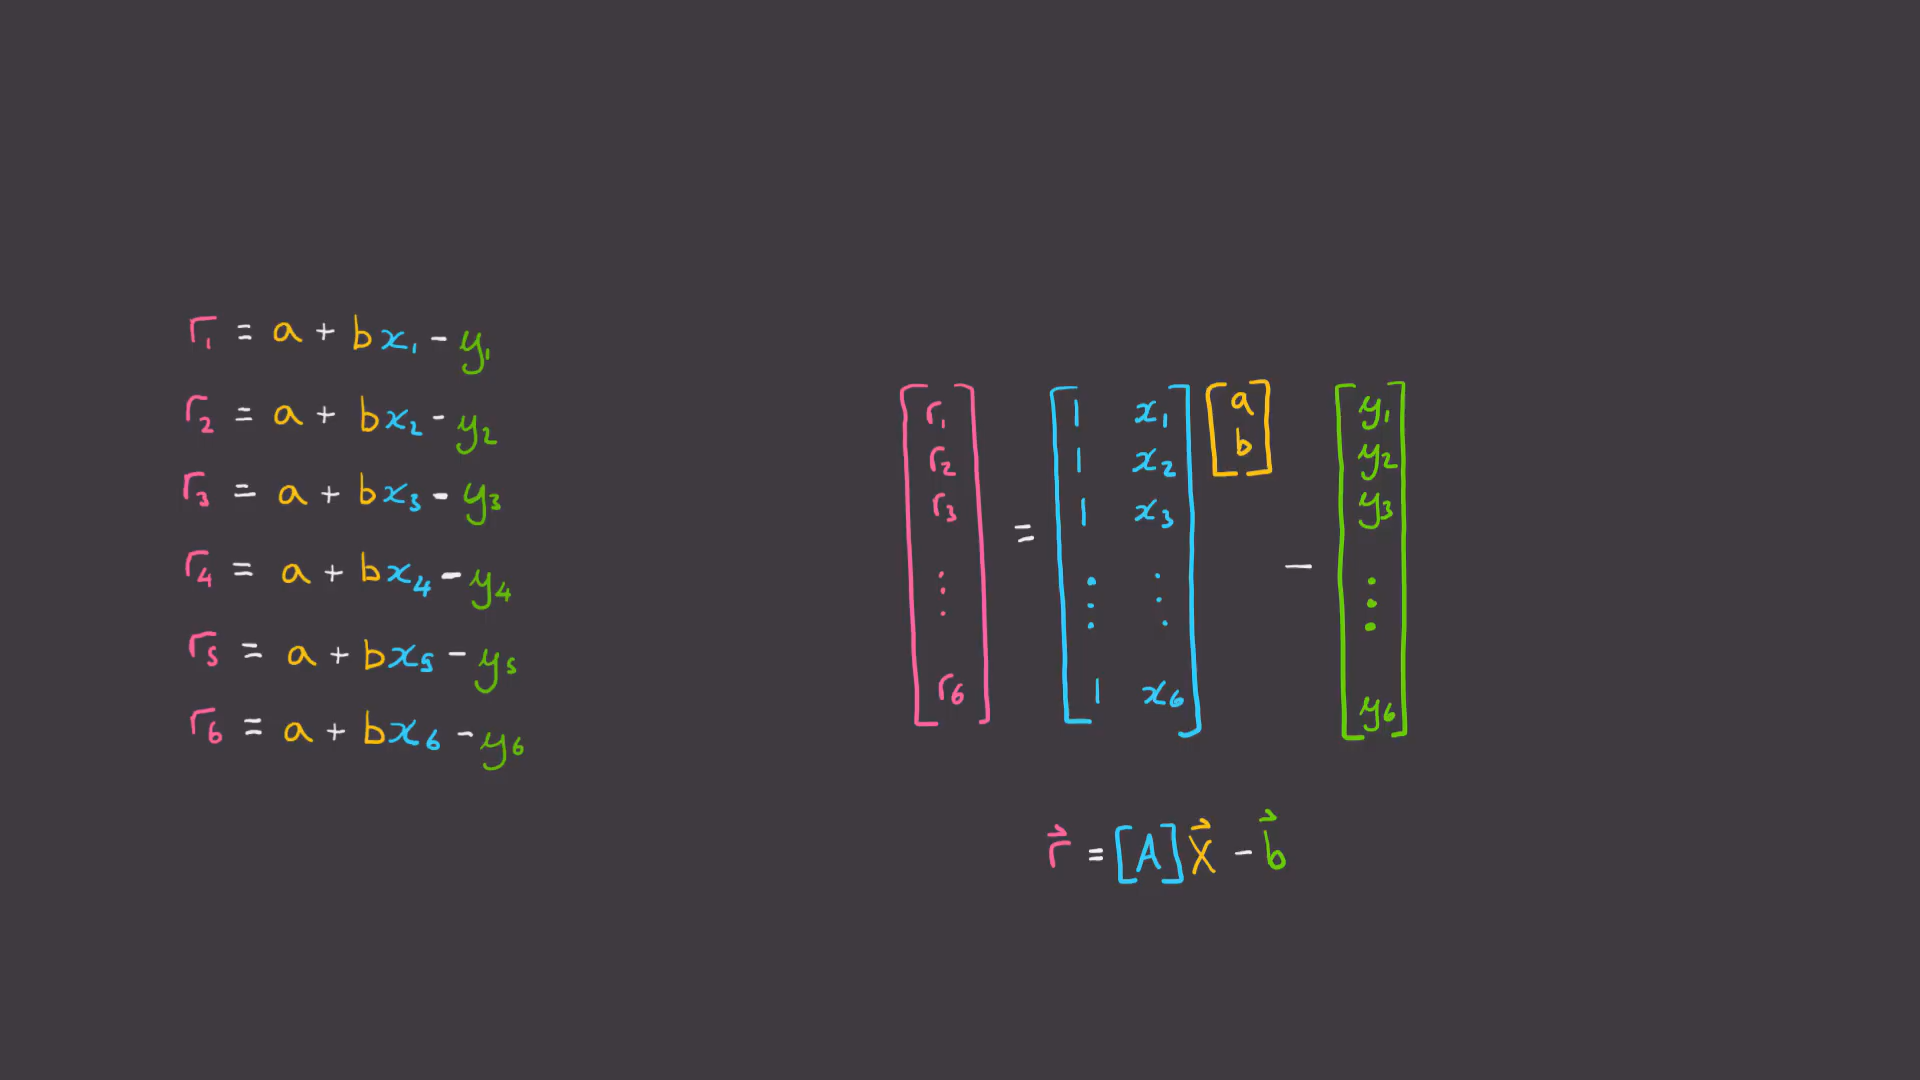 r₁ = a + bx₁ - y₁
r₂ = a + bx₂ - y₂
r₃ = a + bx₃ - y₃
r₄ = a + bx₄ - y₄
r₅ = a + bx₅ - y₅
r₆ = a + bx₆ - y₆
[r₁ r₂ r₃ ⋮ r₆] = [1 x₁ 1 x₂ 1 x₃ ⋮ ⋮ 1 x₆] [a b] - [y₁ y₂ y₃ ⋮ y₆]
r⃗ = [A]x⃗ - b⃗